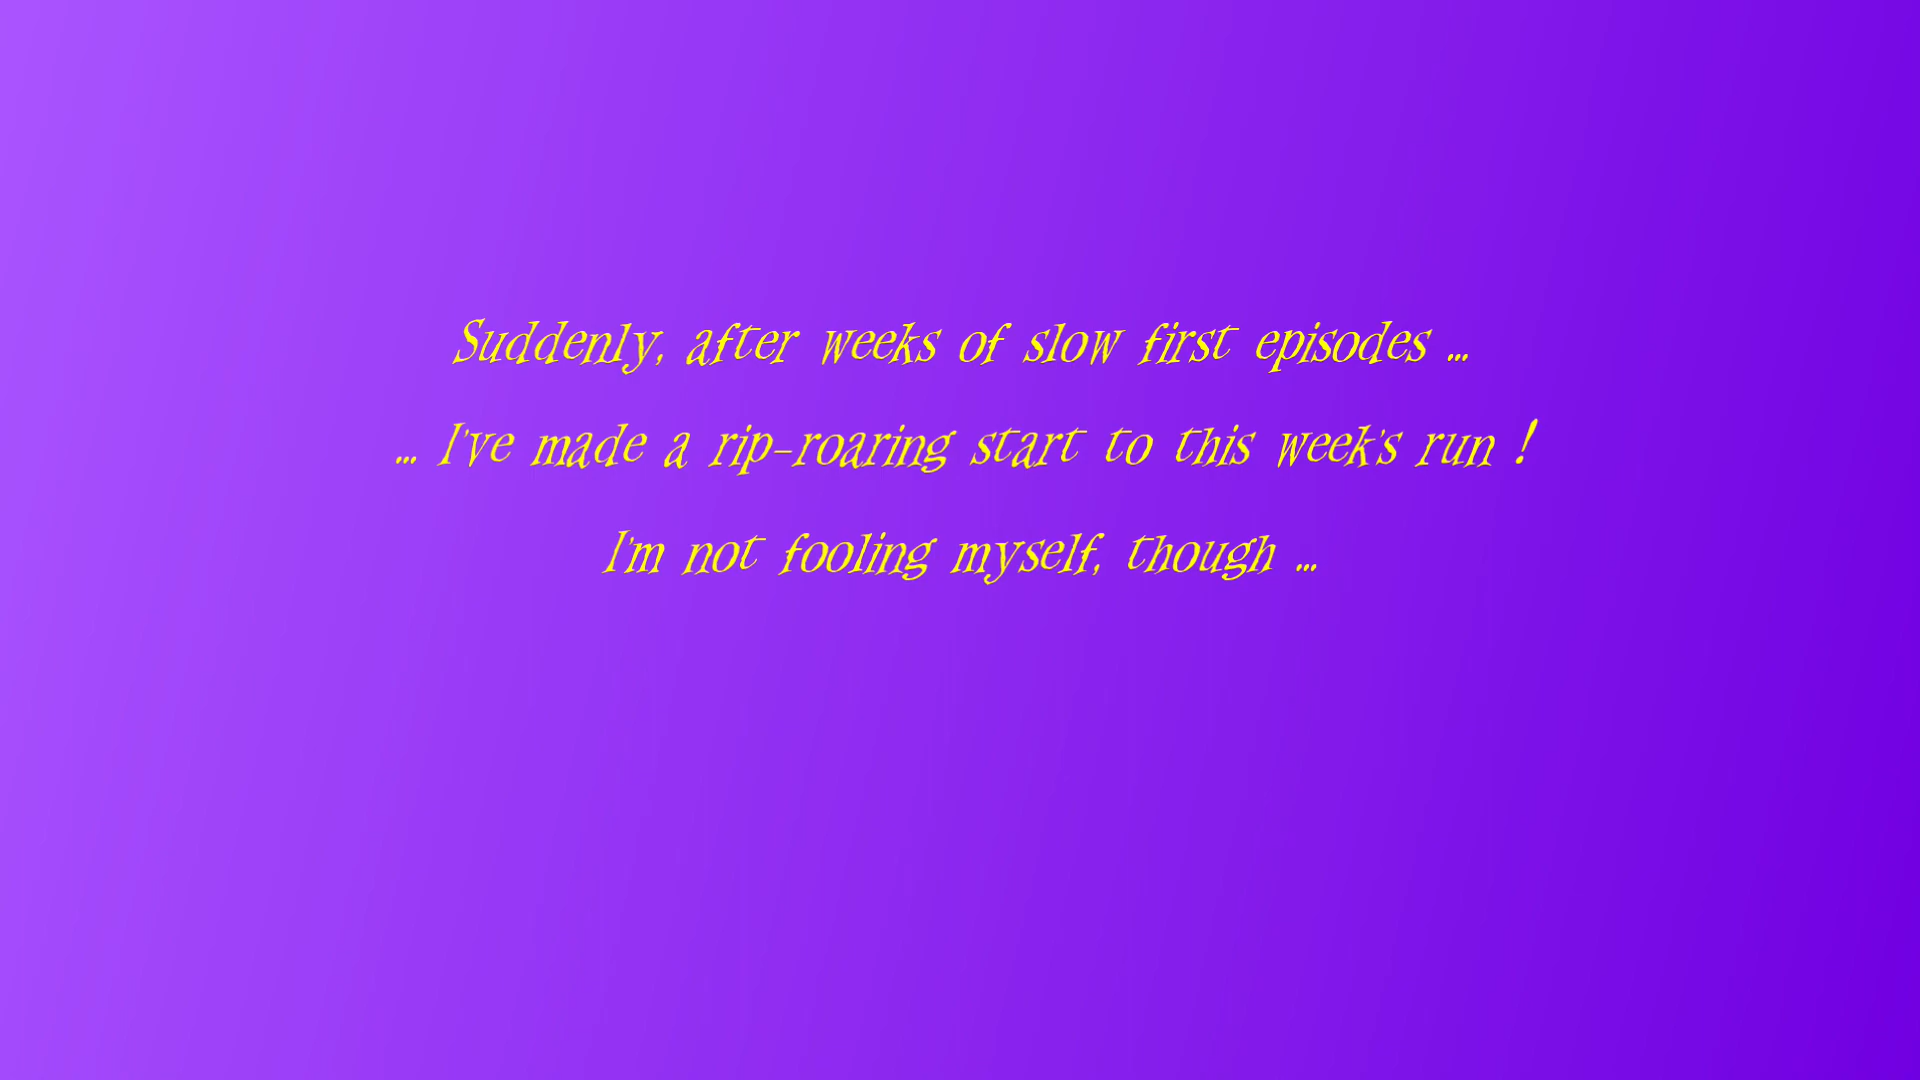 Suddenly, after weeks of slow first episodes ...
... I've made a rip-roaring start to this week's run !
I'm not fooling myself, though ...